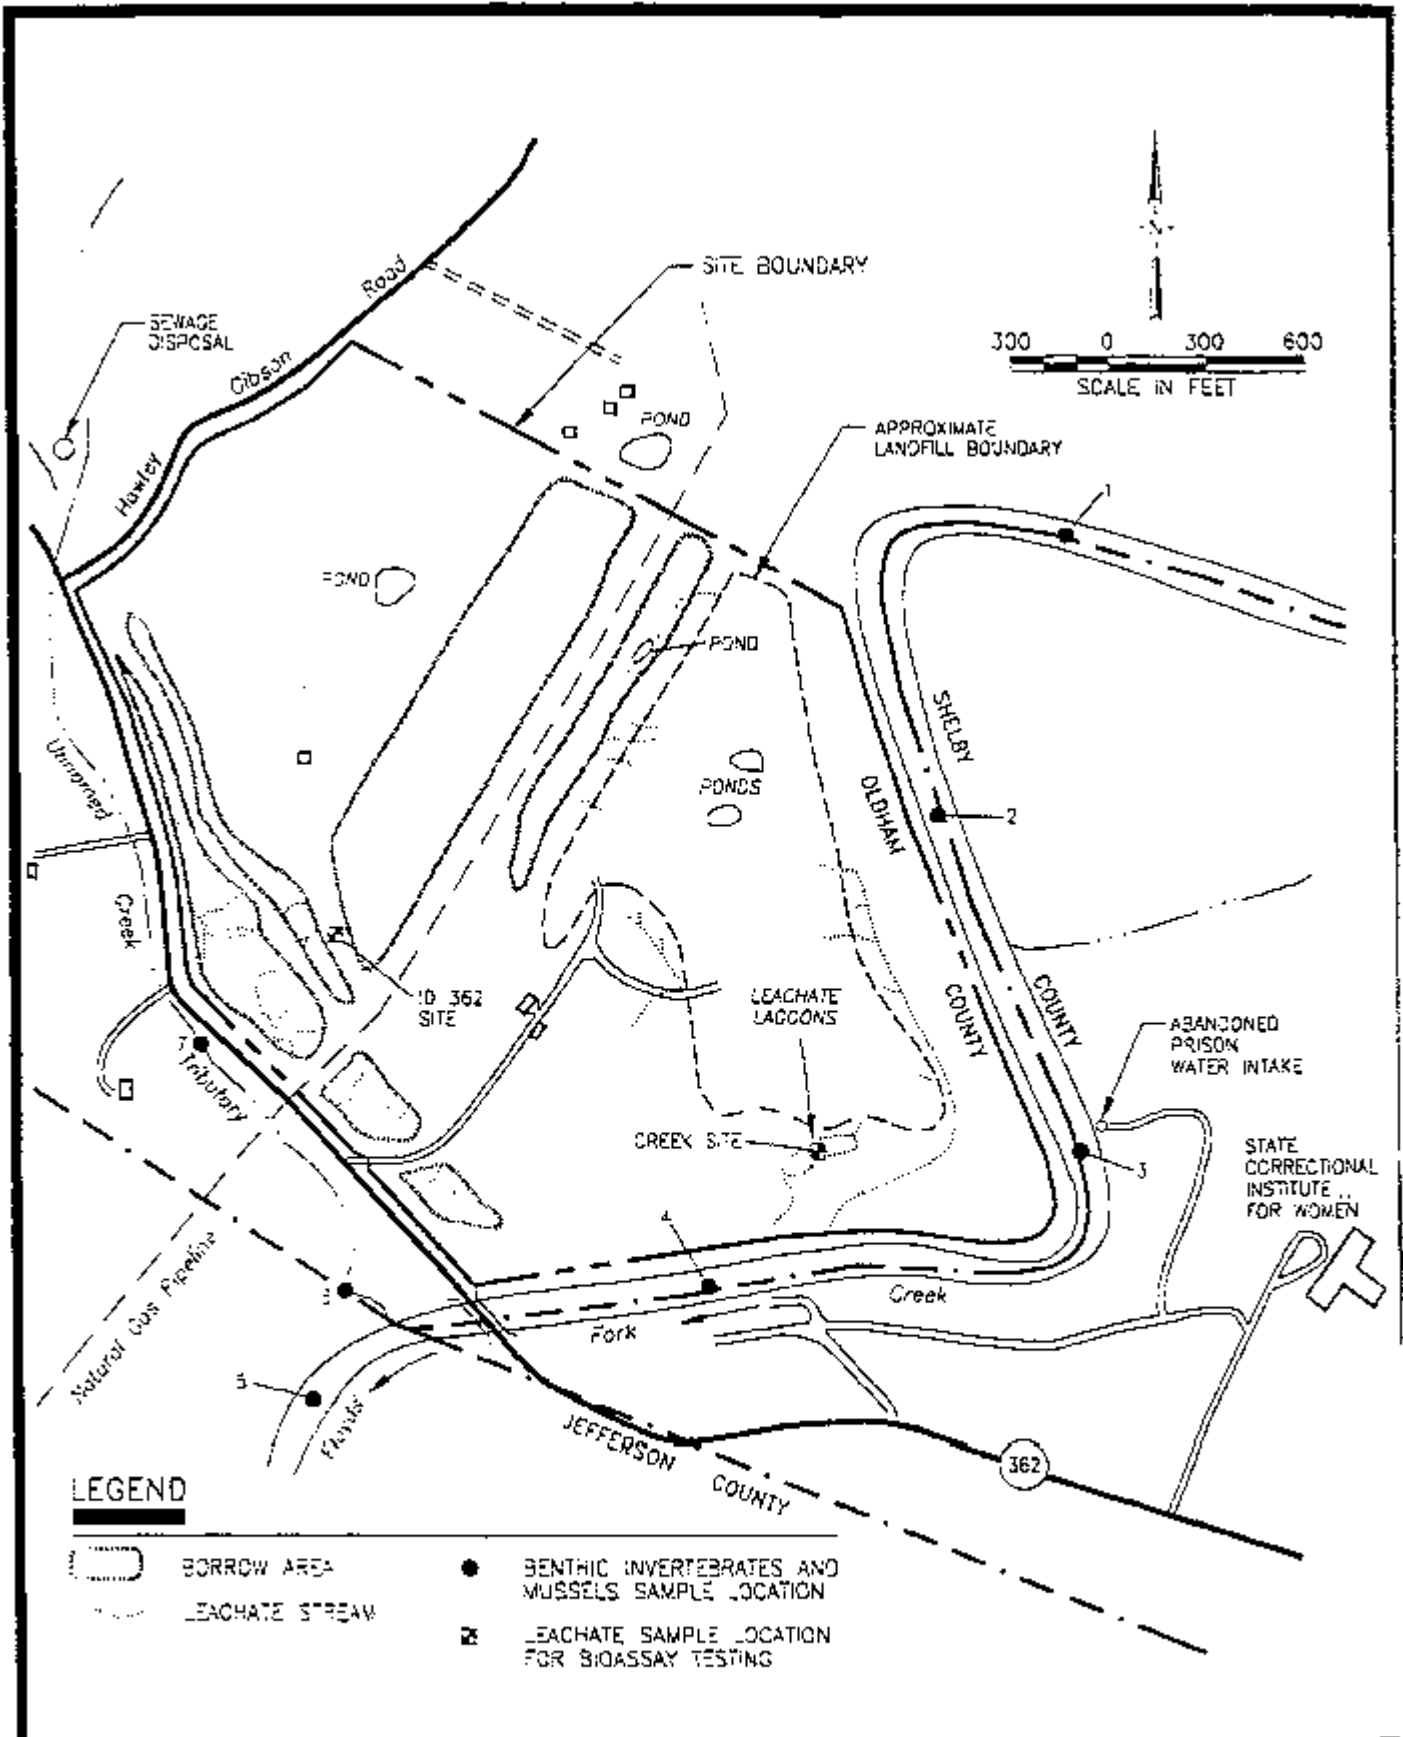 SITE BOUNDARY
Road
SEWAGE
DISPOSAL
Gibson
Hawley
300 0 300 600
SCALE IN FEET
POND
APPROXIMATE
LANDFILL BOUNDARY
1
POND
POND
SHELBY
PONDS
OLDHAM
2
Unnamed
Creek
ID 362
SITE
LEACHATE
LAGOONS
COUNTY
COUNTY
ABANDONED
PRISON
WATER INTAKE
7
Tributary
CREEK SITE
3
STATE
CORRECTIONAL
INSTITUTE
FOR WOMEN
4
Natural Gas Pipeline
Creek
Fork
5
Floyds
JEFFERSON
COUNTY
362
LEGEND
BORROW AREA
LEACHATE STREAM
BENTHIC INVERTEBRATES AND
MUSSELS SAMPLE LOCATION
LEACHATE SAMPLE LOCATION
FOR BIOASSAY TESTING